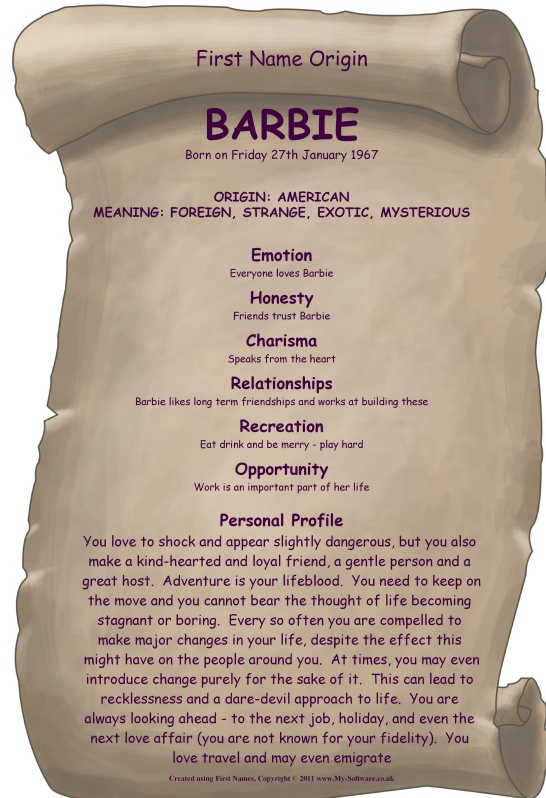 First Name Origin
BARBIE
Born on Friday 27th January 1967
ORIGIN: AMERICAN
MEANING: FOREIGN, STRANGE, EXOTIC, MYSTERIOUS
Emotion
Everyone loves Barbie
Honesty
Friends trust Barbie
Charisma
Speaks from the heart
Relationships
Barbie likes long term friendships and works at building these
Recreation
Eat drink and be merry - play hard
Opportunity
Work is an important part of her life
Personal Profile
You love to shock and appear slightly dangerous, but you also
make a kind-hearted and loyal friend, a gentle person and a
great host. Adventure is your lifeblood. You need to keep on
the move and you cannot bear the thought of life becoming
stagnant or boring. Every so often you are compelled to
make major changes in your life, despite the effect this
might have on the people around you. At times, you may even
introduce change purely for the sake of it. This can lead to
recklessness and a dare-devil approach to life. You are
always looking ahead - to the next job, holiday, and even the
next love affair (you are not known for your fidelity). You
love travel and may even emigrate
Created using First Names, Copyright © 2011 www.My-Software.co.uk